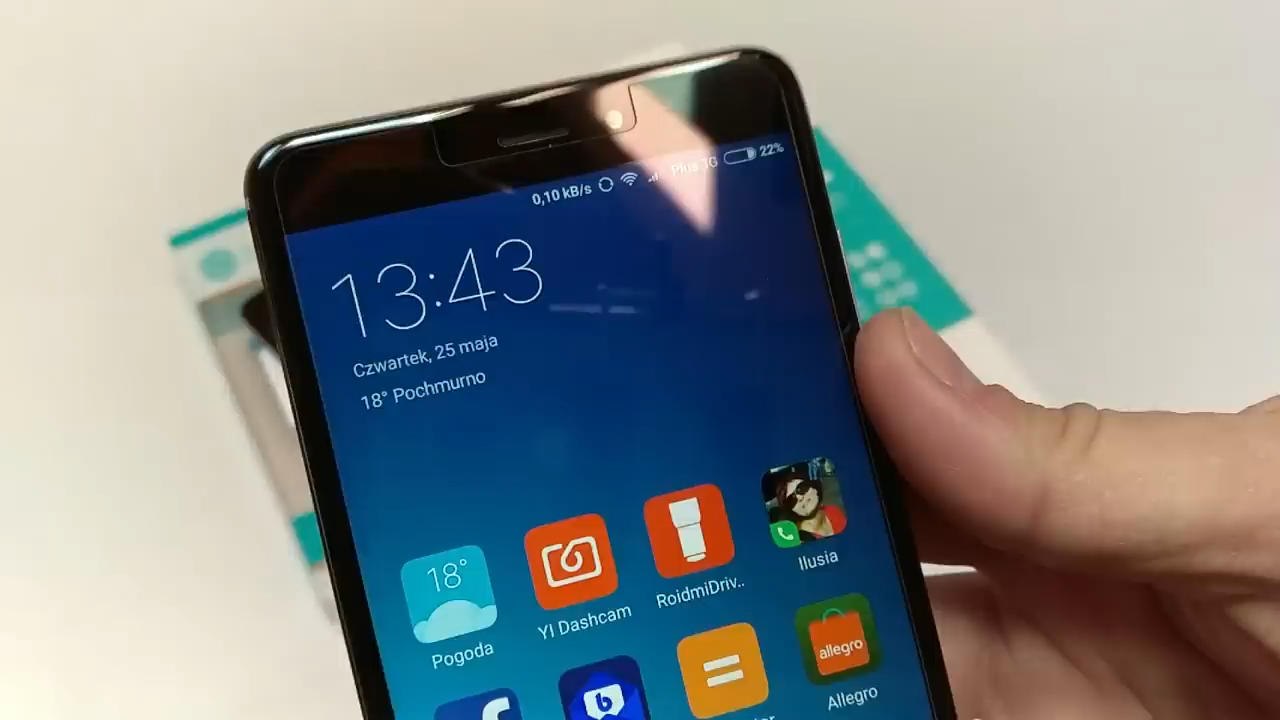 0,10 kB/s Plus 3G 22%
13:43
Czwartek, 25 maja
18° Pochmurno
18°
Pogoda
YI Dashcam
RoidmiDriv..
Ilusia
allegro
Allegro